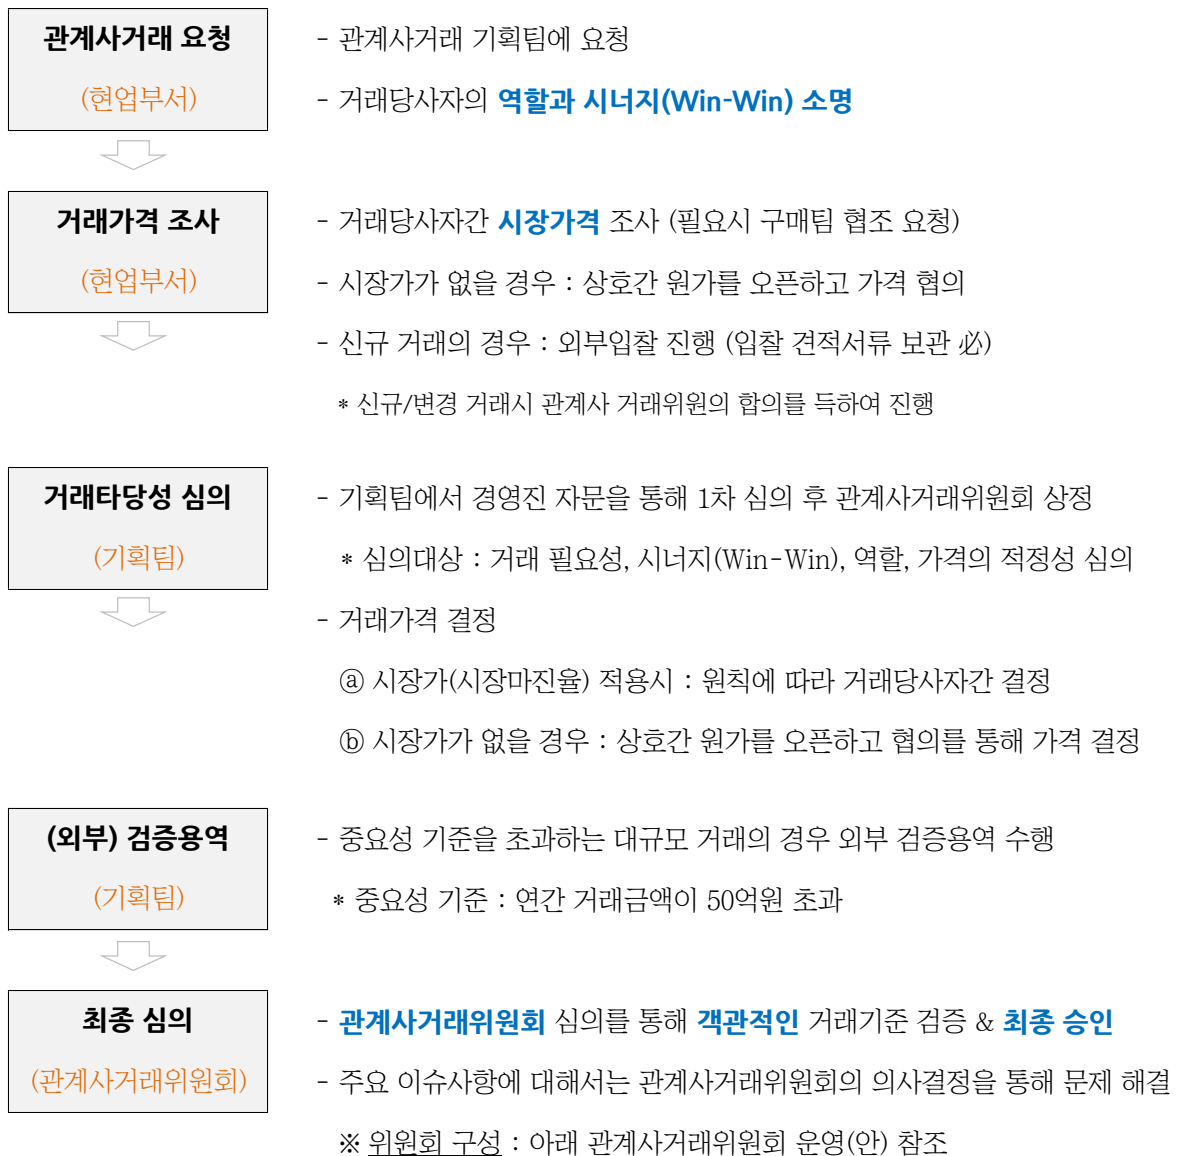 관계사거래 요청
(현업부서)
- 관계사거래 기획팀에 요청
- 거래당사자의 역할과 시너지(Win-Win) 소명
거래가격 조사
(현업부서)
- 거래당사자간 시장가격 조사 (필요시 구매팀 협조 요청)
- 시장가가 없을 경우 : 상호간 원가를 오픈하고 가격 협의
- 신규 거래의 경우 : 외부입찰 진행 (입찰 견적서류 보관 必)
* 신규/변경 거래시 관계사 거래위원의 합의를 득하여 진행
거래타당성 심의
(기획팀)
- 기획팀에서 경영진 자문을 통해 1차 심의 후 관계사거래위원회 상정
* 심의대상 : 거래 필요성, 시너지(Win-Win), 역할, 가격의 적정성 심의
- 거래가격 결정
ⓐ 시장가(시장마진율) 적용시 : 원칙에 따라 거래당사자간 결정
ⓑ 시장가가 없을 경우 : 상호간 원가를 오픈하고 협의를 통해 가격 결정
(외부) 검증용역
(기획팀)
- 중요성 기준을 초과하는 대규모 거래의 경우 외부 검증용역 수행
* 중요성 기준 : 연간 거래금액이 50억원 초과
최종 심의
(관계사거래위원회)
- 관계사거래위원회 심의를 통해 객관적인 거래기준 검증 & 최종 승인
- 주요 이슈사항에 대해서는 관계사거래위원회의 의사결정을 통해 문제 해결
※ 위원회 구성 : 아래 관계사거래위원회 운영(안) 참조